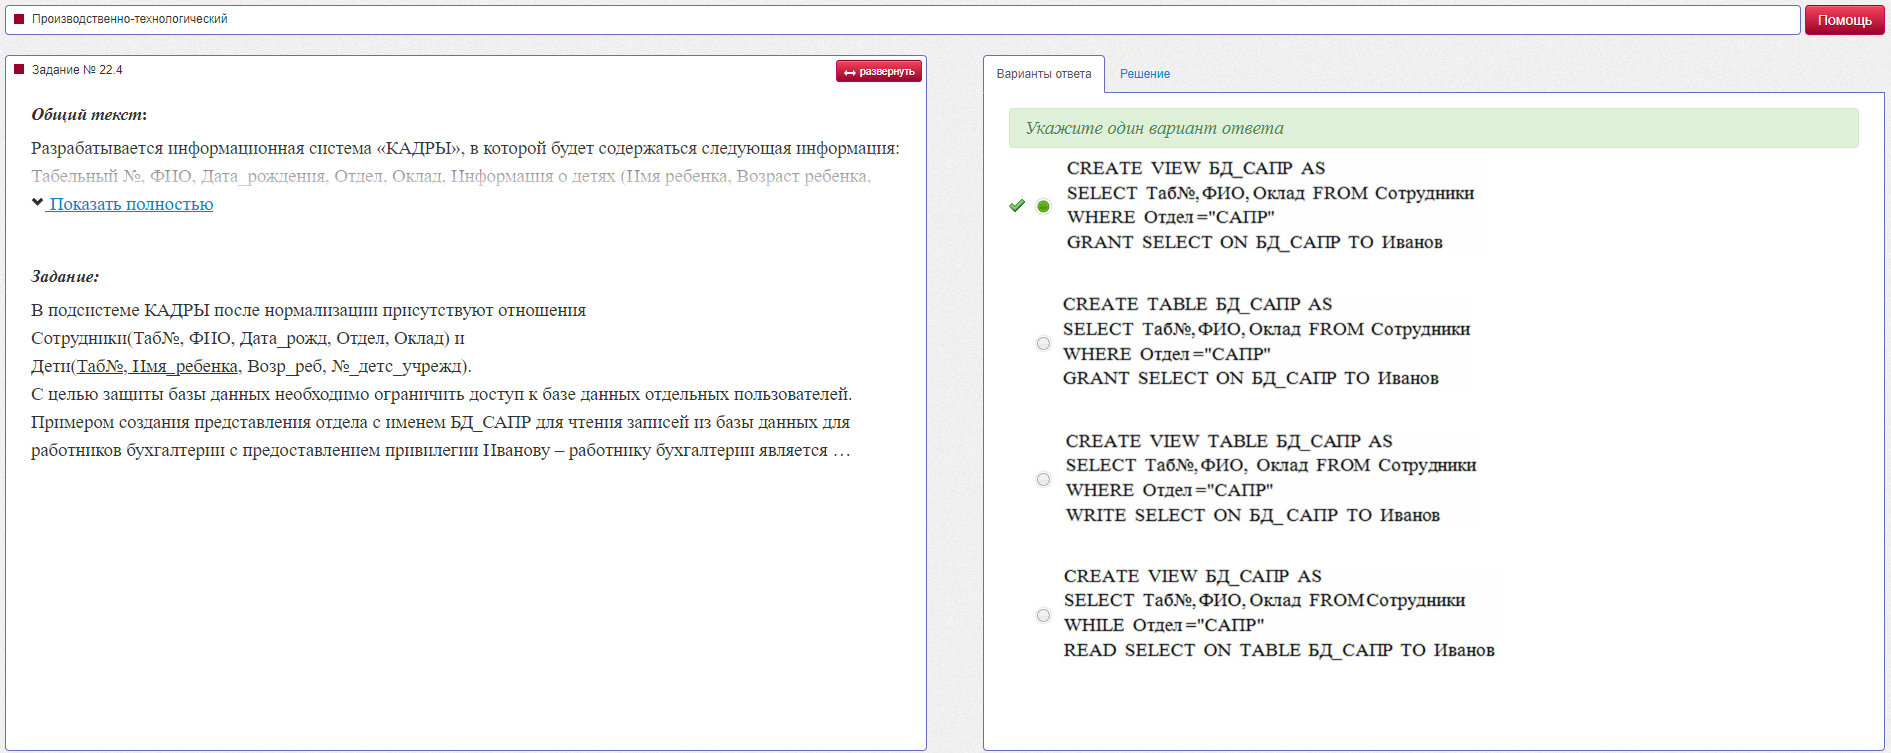 Производственно-технологический
Помощь
Задание № 22.4
развернуть
Общий текст:
Разрабатывается информационная система «КАДРЫ», в которой будет содержаться следующая информация:
Табельный №, ФИО, Дата_рождения, Отдел, Оклад, Информация о детях (Имя ребенка, Возраст ребенка,
Показать полностью
Задание:
В подсистеме КАДРЫ после нормализации присутствуют отношения
Сотрудники(Таб№, ФИО, Дата_рожд, Отдел, Оклад) и
Дети(Таб№, Имя_ребенка, Возр_реб, №_детс_учрежд).
С целью защиты базы данных необходимо ограничить доступ к базе данных отдельных пользователей.
Примером создания представления отдела с именем БД_САПР для чтения записей из базы данных для
работников бухгалтерии с предоставлением привилегии Иванову – работнику бухгалтерии является …
Варианты ответа
Решение
Укажите один вариант ответа
CREATE VIEW БД_САПР AS
SELECT Таб№, ФИО, Оклад FROM Сотрудники
WHERE Отдел ="САПР"
GRANT SELECT ON БД_САПР TO Иванов
CREATE TABLE БД_САПР AS
SELECT Таб№, ФИО, Оклад FROM Сотрудники
WHERE Отдел ="САПР"
GRANT SELECT ON БД_САПР TO Иванов
CREATE VIEW TABLE БД_САПР AS
SELECT Таб№, ФИО, Оклад FROM Сотрудники
WHERE Отдел ="САПР"
WRITE SELECT ON БД_ САПР TO Иванов
CREATE VIEW БД_САПР AS
SELECT Таб№, ФИО, Оклад FROM Сотрудники
WHILE Отдел ="САПР"
READ SELECT ON TABLE БД_САПР TO Иванов